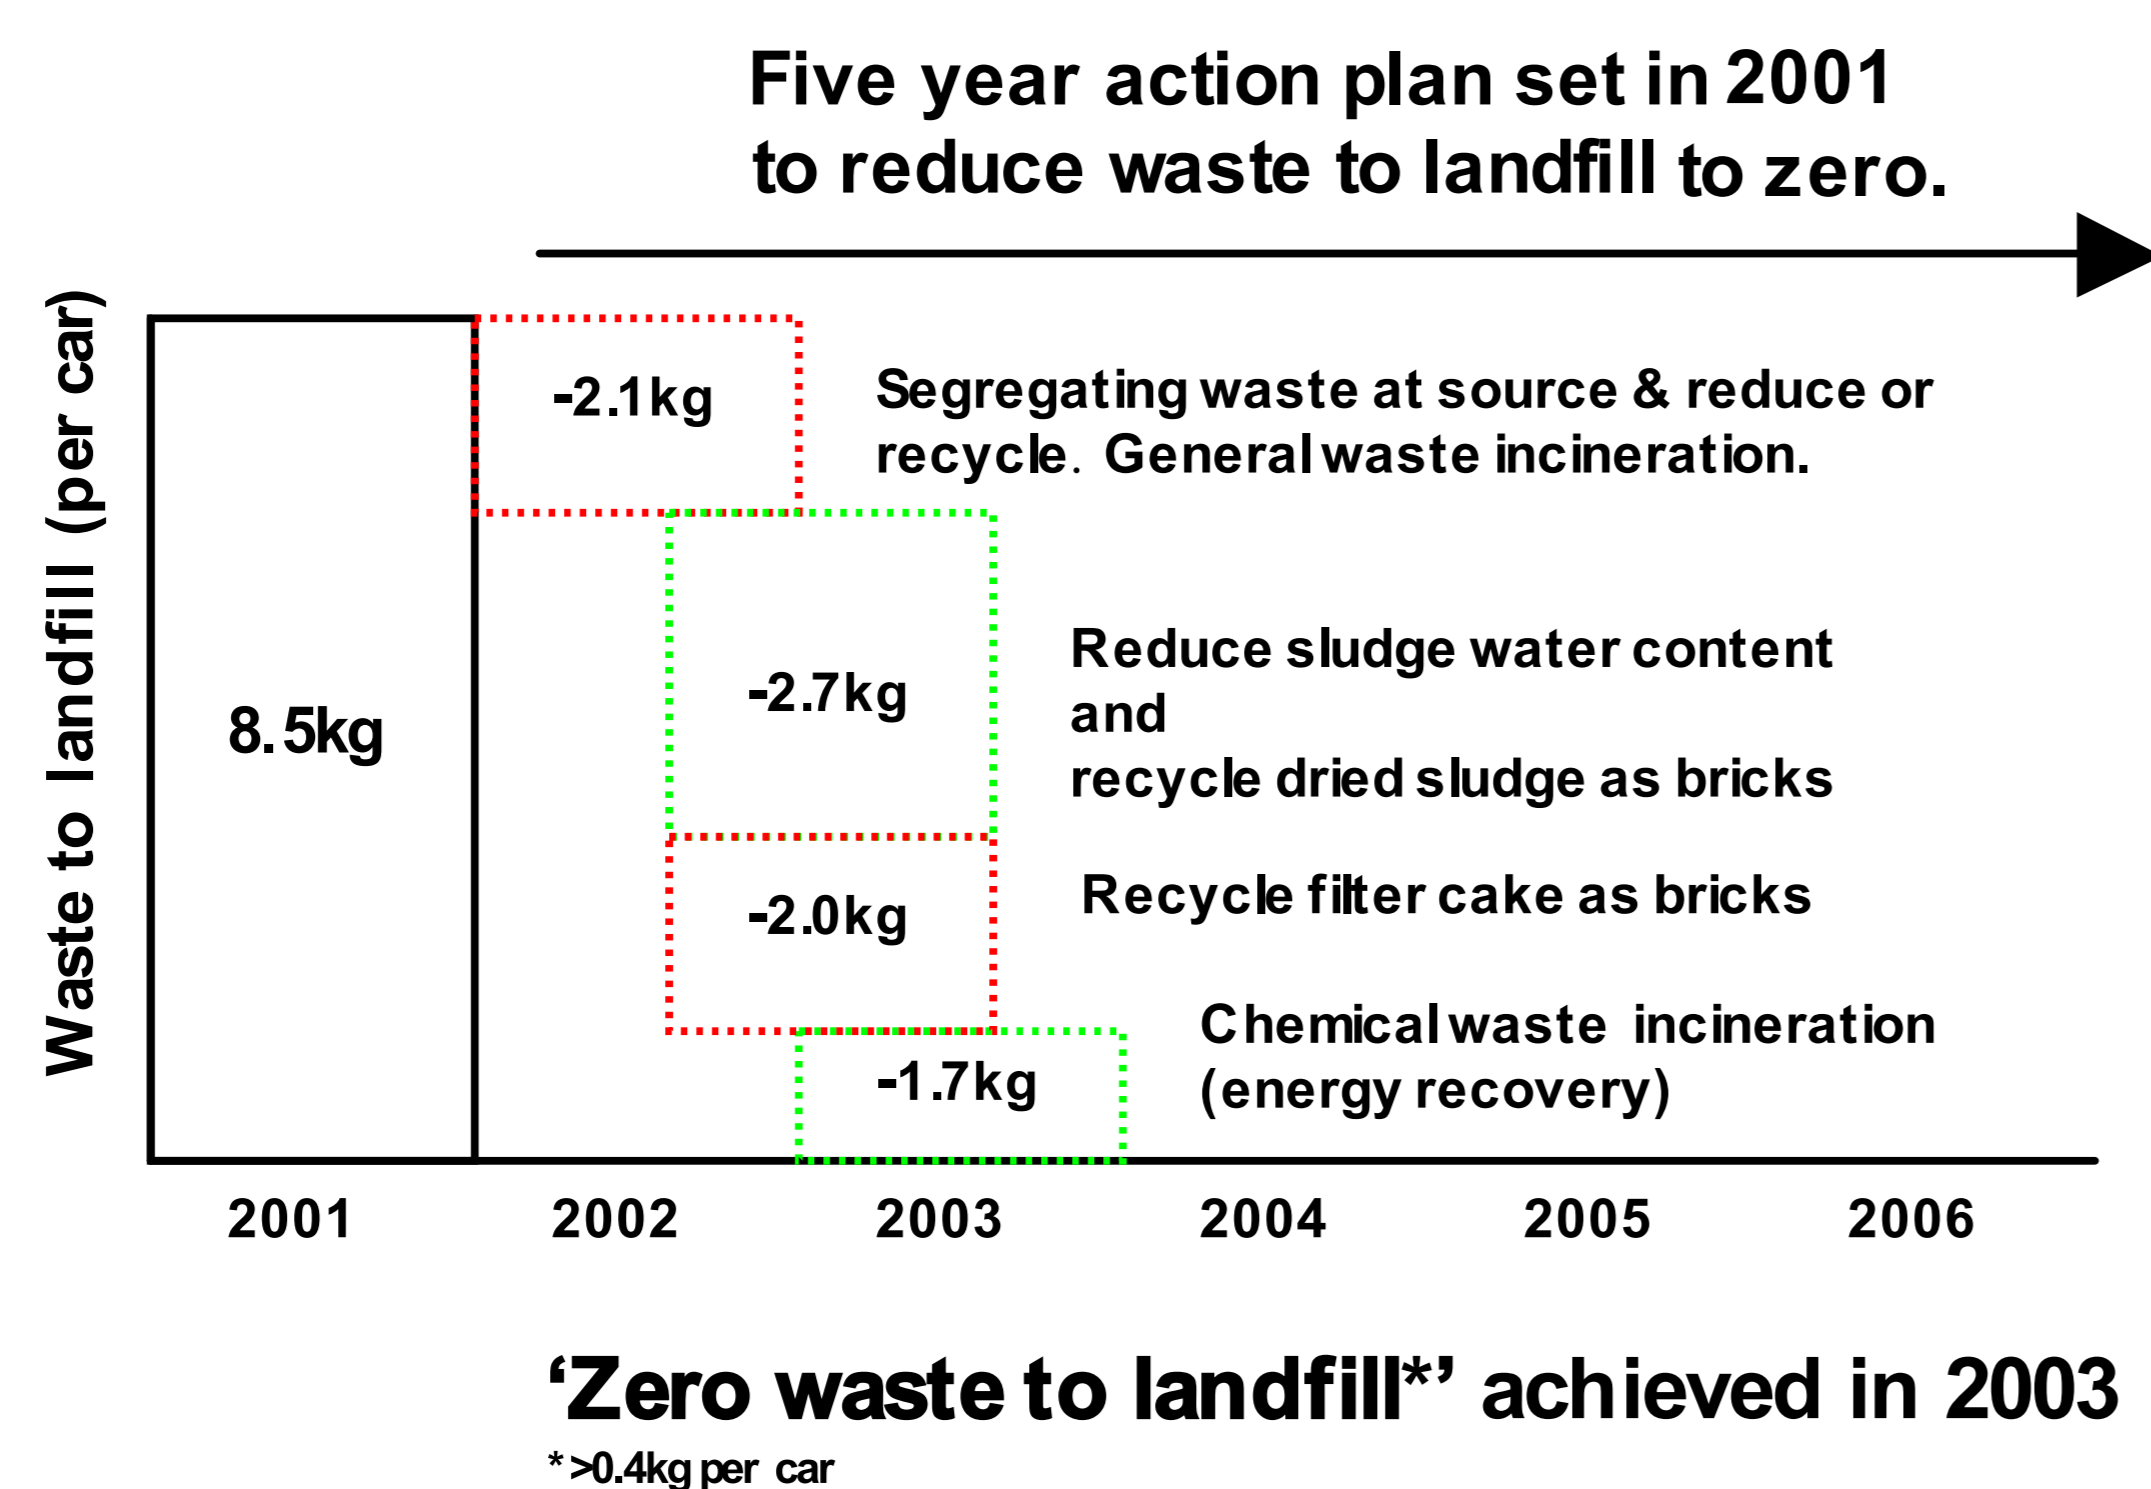 Five year action plan set in 2001
to reduce waste to landfill to zero.
Waste to landfill (per car)
8.5kg
-2.1kg
Segregating waste at source & reduce or
recycle. General waste incineration.
-2.7kg
Reduce sludge water content
and
recycle dried sludge as bricks
-2.0kg
Recycle filter cake as bricks
-1.7kg
Chemical waste incineration
(energy recovery)
2001 2002 2003 2004 2005 2006
‘Zero waste to landfill*’ achieved in 2003
* >0.4kg per car